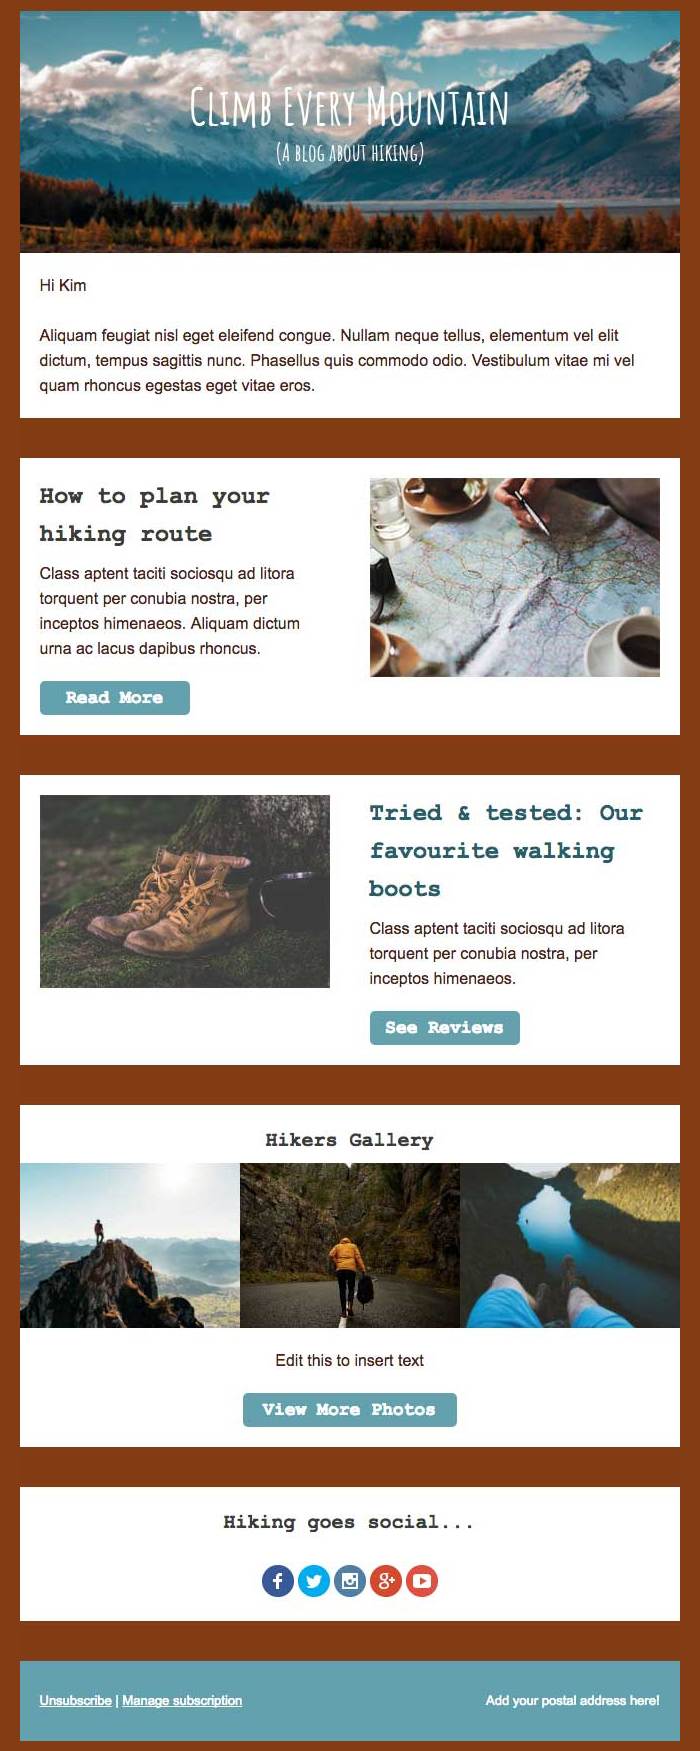 Climb Every Mountain
(A blog about hiking)
Hi Kim
Aliquam feugiat nisl eget eleifend congue. Nullam neque tellus, elementum vel elit
dictum, tempus sagittis nunc. Phasellus quis commodo odio. Vestibulum vitae mi vel
quam rhoncus egestas eget vitae eros.
How to plan your
hiking route
Class aptent taciti sociosqu ad litora
torquent per conubia nostra, per
inceptos himenaeos. Aliquam dictum
urna ac lacus dapibus rhoncus.
Read More
Tried & tested: Our
favourite walking
boots
Class aptent taciti sociosqu ad litora
torquent per conubia nostra, per
inceptos himenaeos.
See Reviews
Hikers Gallery
Edit this to insert text
View More Photos
Hiking goes social...
Unsubscribe | Manage subscription
Add your postal address here!